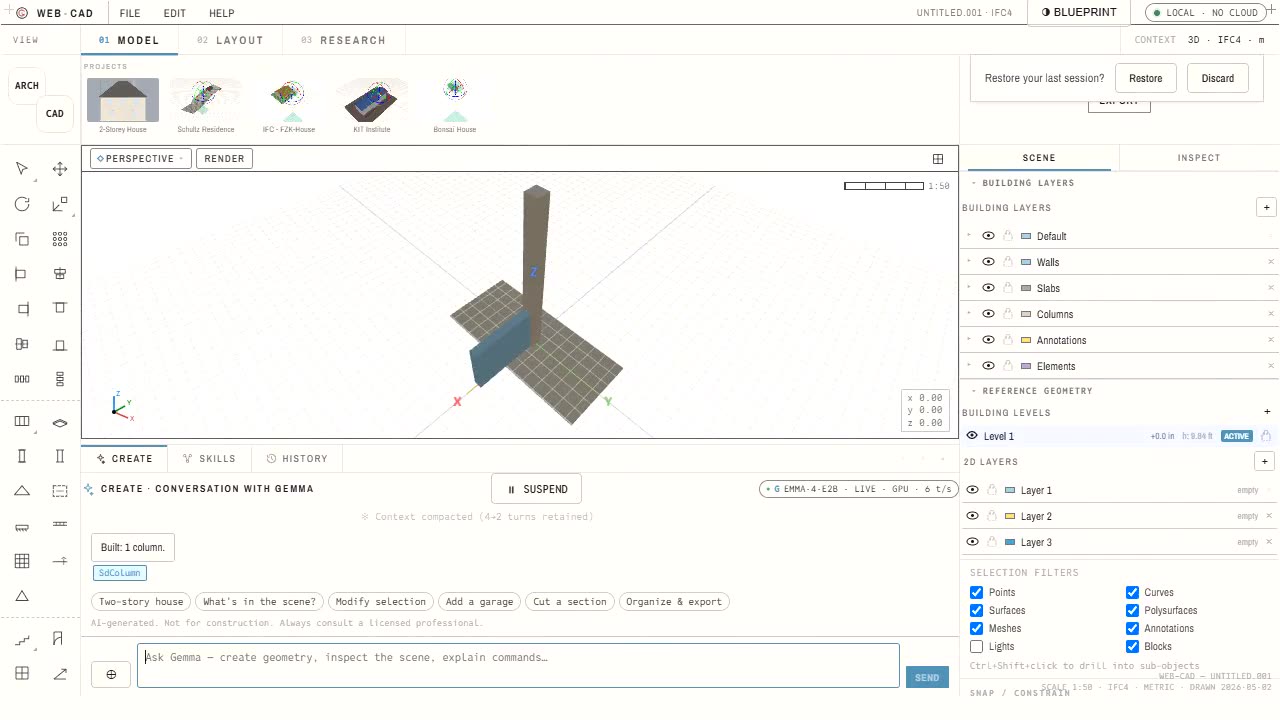 WEB-CAD FILE EDIT HELP UNTITLED.001 · IFC4 BLUEPRINT LOCAL · NO CLOUD
VIEW 01 MODEL 02 LAYOUT 03 RESEARCH CONTEXT 3D · IFC4 · m
ARCH
CAD
PROJECTS
2-Storey House Schultz Residence IFC - FZK-House KIT Institute Bonsai House
Restore your last session? Restore Discard
EXPORT
PERSPECTIVE RENDER
1:50
Z
X
Y
Z
Y
X
x 0.00
y 0.00
z 0.00
SCENE INSPECT
BUILDING LAYERS
BUILDING LAYERS +
Default
Walls ×
Slabs ×
Columns ×
Annotations ×
Elements ×
REFERENCE GEOMETRY
BUILDING LEVELS +
Level 1 +0.0 in h: 9.84 ft ACTIVE
2D LAYERS +
Layer 1 empty
Layer 2 empty ×
Layer 3 empty ×
SELECTION FILTERS
Points Curves
Surfaces Polysurfaces
Meshes Annotations
Lights Blocks
Ctrl+Shift+click to drill into sub-objects
WEB-CAD — UNTITLED.001
SCALE 1:50 · IFC4 · METRIC · DRAWN 2026-05-02
SNAP / CONSTRAIN
CREATE SKILLS HISTORY
CREATE · CONVERSATION WITH GEMMA SUSPEND G EMMA-4-E2B · LIVE · GPU · 6 t/s
※ Context compacted (4→2 turns retained)
Built: 1 column.
SdColumn
Two-story house What's in the scene? Modify selection Add a garage Cut a section Organize & export
AI-generated. Not for construction. Always consult a licensed professional.
Ask Gemma — create geometry, inspect the scene, explain commands…
SEND